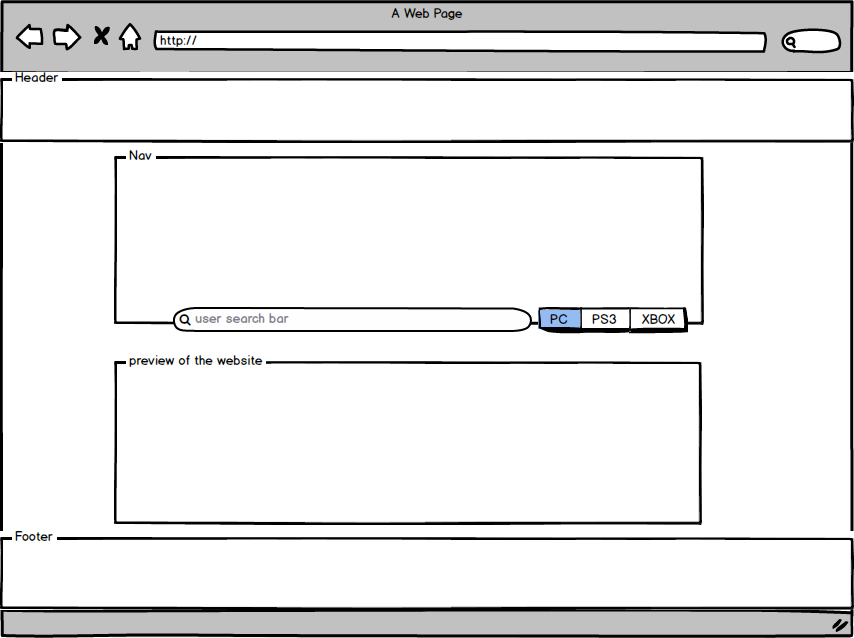 A Web Page
http://
Header
Nav
user search bar
PC PS3 XBOX
preview of the website
Footer